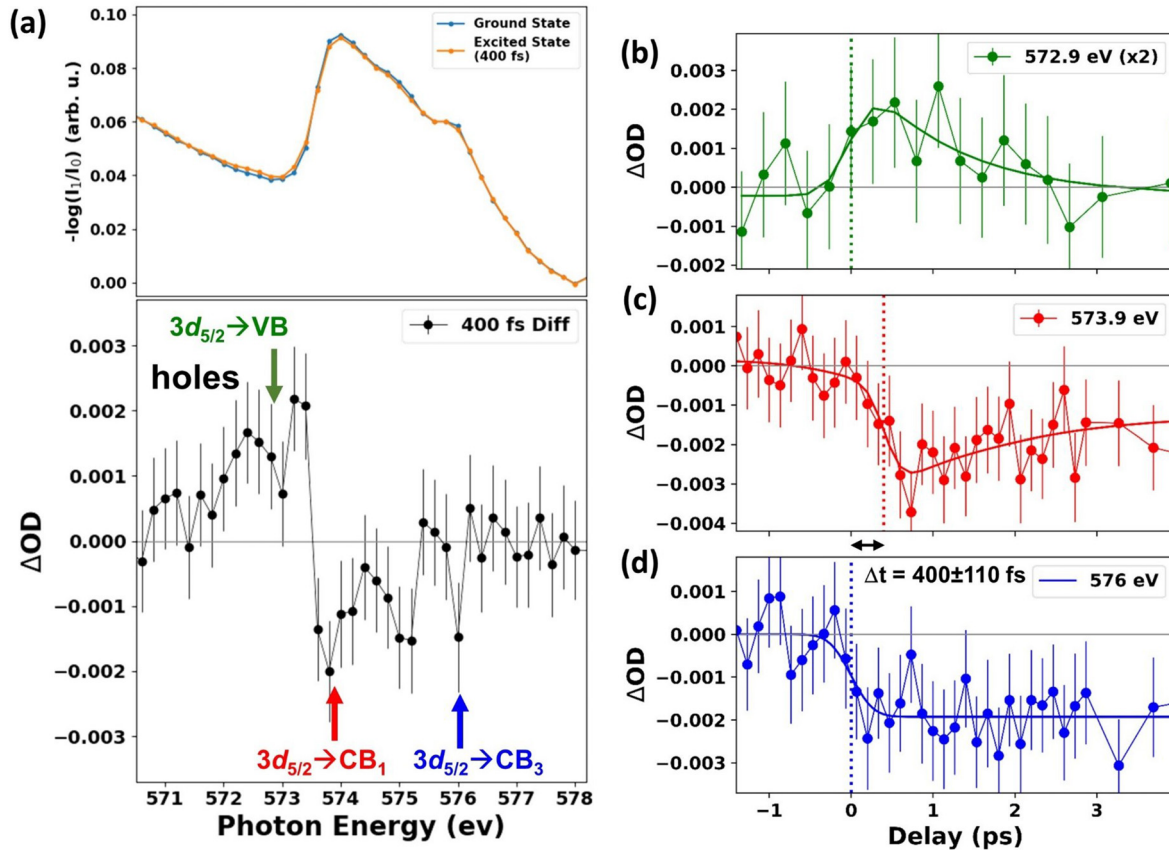 (a)
0.10
0.08
0.06
0.04
0.02
0.00
-log(I₁/I₀) (arb. u.)
Ground State
Excited State
(400 fs)
3d₅/₂→VB
holes
400 fs Diff
0.003
0.002
0.001
0.000
−0.001
−0.002
−0.003
ΔOD
3d₅/₂→CB₁
3d₅/₂→CB₃
571 572 573 574 575 576 577 578
Photon Energy (ev)
(b)
572.9 eV (x2)
0.003
0.002
0.001
0.000
−0.001
−0.002
ΔOD
(c)
573.9 eV
0.001
0.000
−0.001
−0.002
−0.003
−0.004
ΔOD
(d)
Δt = 400±110 fs
576 eV
0.001
0.000
−0.001
−0.002
−0.003
ΔOD
−1 0 1 2 3
Delay (ps)